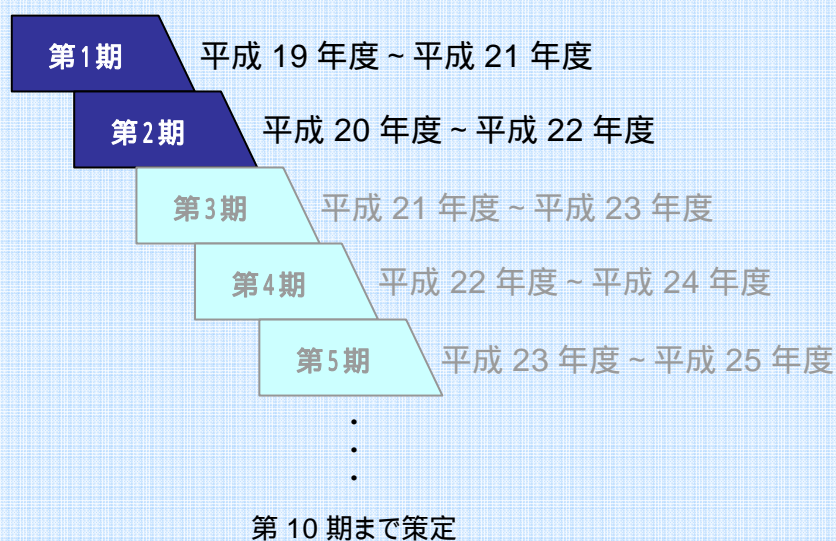 第1期 平成 19 年度 ~ 平成 21 年度
第2期 平成 20 年度 ~ 平成 22 年度
第3期 平成 21 年度 ~ 平成 23 年度
第4期 平成 22 年度 ~ 平成 24 年度
第5期 平成 23 年度 ~ 平成 25 年度
・
・
・
第 10 期まで策定